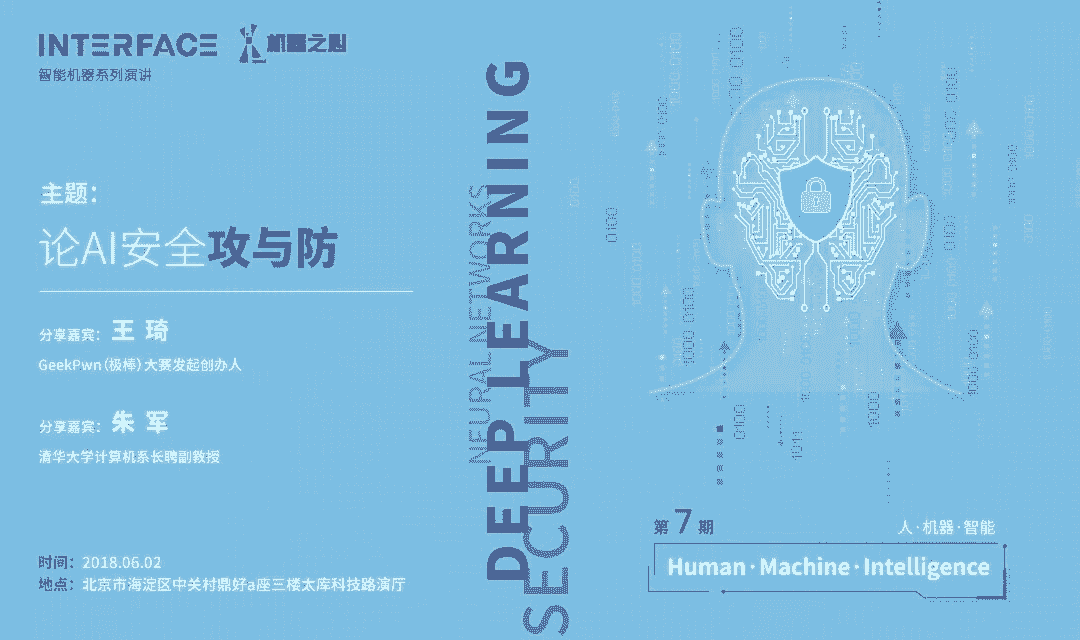 INTERFACE 机器之心
智能机器系列演讲
主题：
论AI安全攻与防
分享嘉宾：王 琦
GeekPwn(极棒)大赛发起创办人
分享嘉宾：朱 军
清华大学计算机系长聘副教授
时间：2018.06.02
地点：北京市海淀区中关村鼎好a座三楼太库科技路演厅
NEURAL NETWORKS
DEEP LEARNING
SECURITY
第 7 期
人·机器·智能
Human·Machine·Intelligence